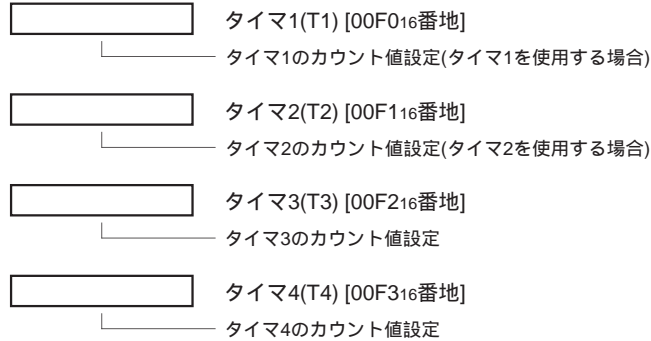 タイマ1(T1) [00F016番地]
タイマ1のカウント値設定(タイマ1を使用する場合)
タイマ2(T2) [00F116番地]
タイマ2のカウント値設定(タイマ2を使用する場合)
タイマ3(T3) [00F216番地]
タイマ3のカウント値設定
タイマ4(T4) [00F316番地]
タイマ4のカウント値設定